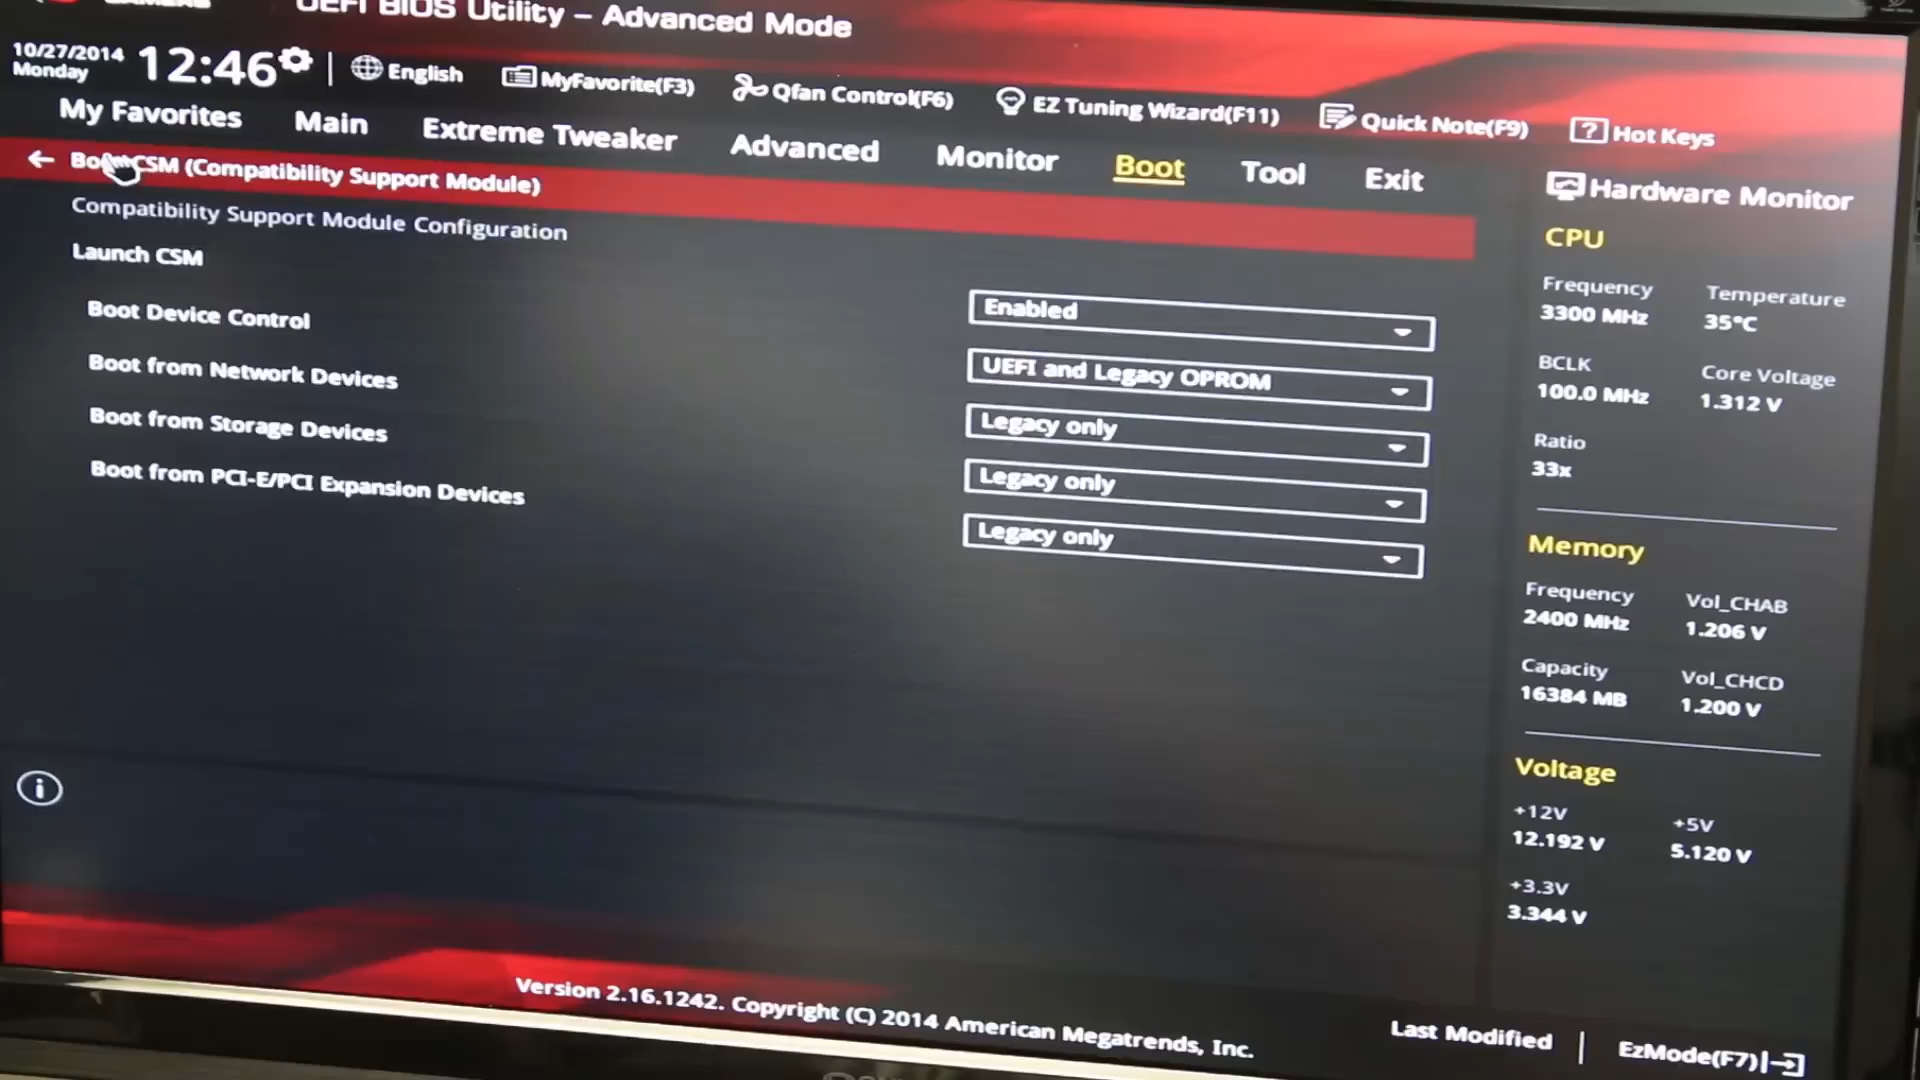 UEFI BIOS Utility – Advanced Mode
10/27/2014
Monday
12:46
English
MyFavorite(F3)
Qfan Control(F6)
EZ Tuning Wizard(F11)
Quick Note(F9)
? Hot Keys
My Favorites
Main
Extreme Tweaker
Advanced
Monitor
Boot
Tool
Exit
CSM (Compatibility Support Module)
Compatibility Support Module Configuration
Launch CSM
Enabled
Boot Device Control
UEFI and Legacy OPROM
Boot from Network Devices
Legacy only
Boot from Storage Devices
Legacy only
Boot from PCI-E/PCI Expansion Devices
Legacy only
Hardware Monitor
CPU
Frequency
Temperature
3300 MHz
35°C
BCLK
Core Voltage
100.0 MHz
1.312 V
Ratio
33x
Memory
Frequency
Vol_CHAB
2400 MHz
1.206 V
Capacity
Vol_CHCD
16384 MB
1.200 V
Voltage
+12V
+5V
12.192 V
5.120 V
+3.3V
3.344 V
Version 2.16.1242. Copyright (C) 2014 American Megatrends, Inc.
Last Modified
EzMode(F7)